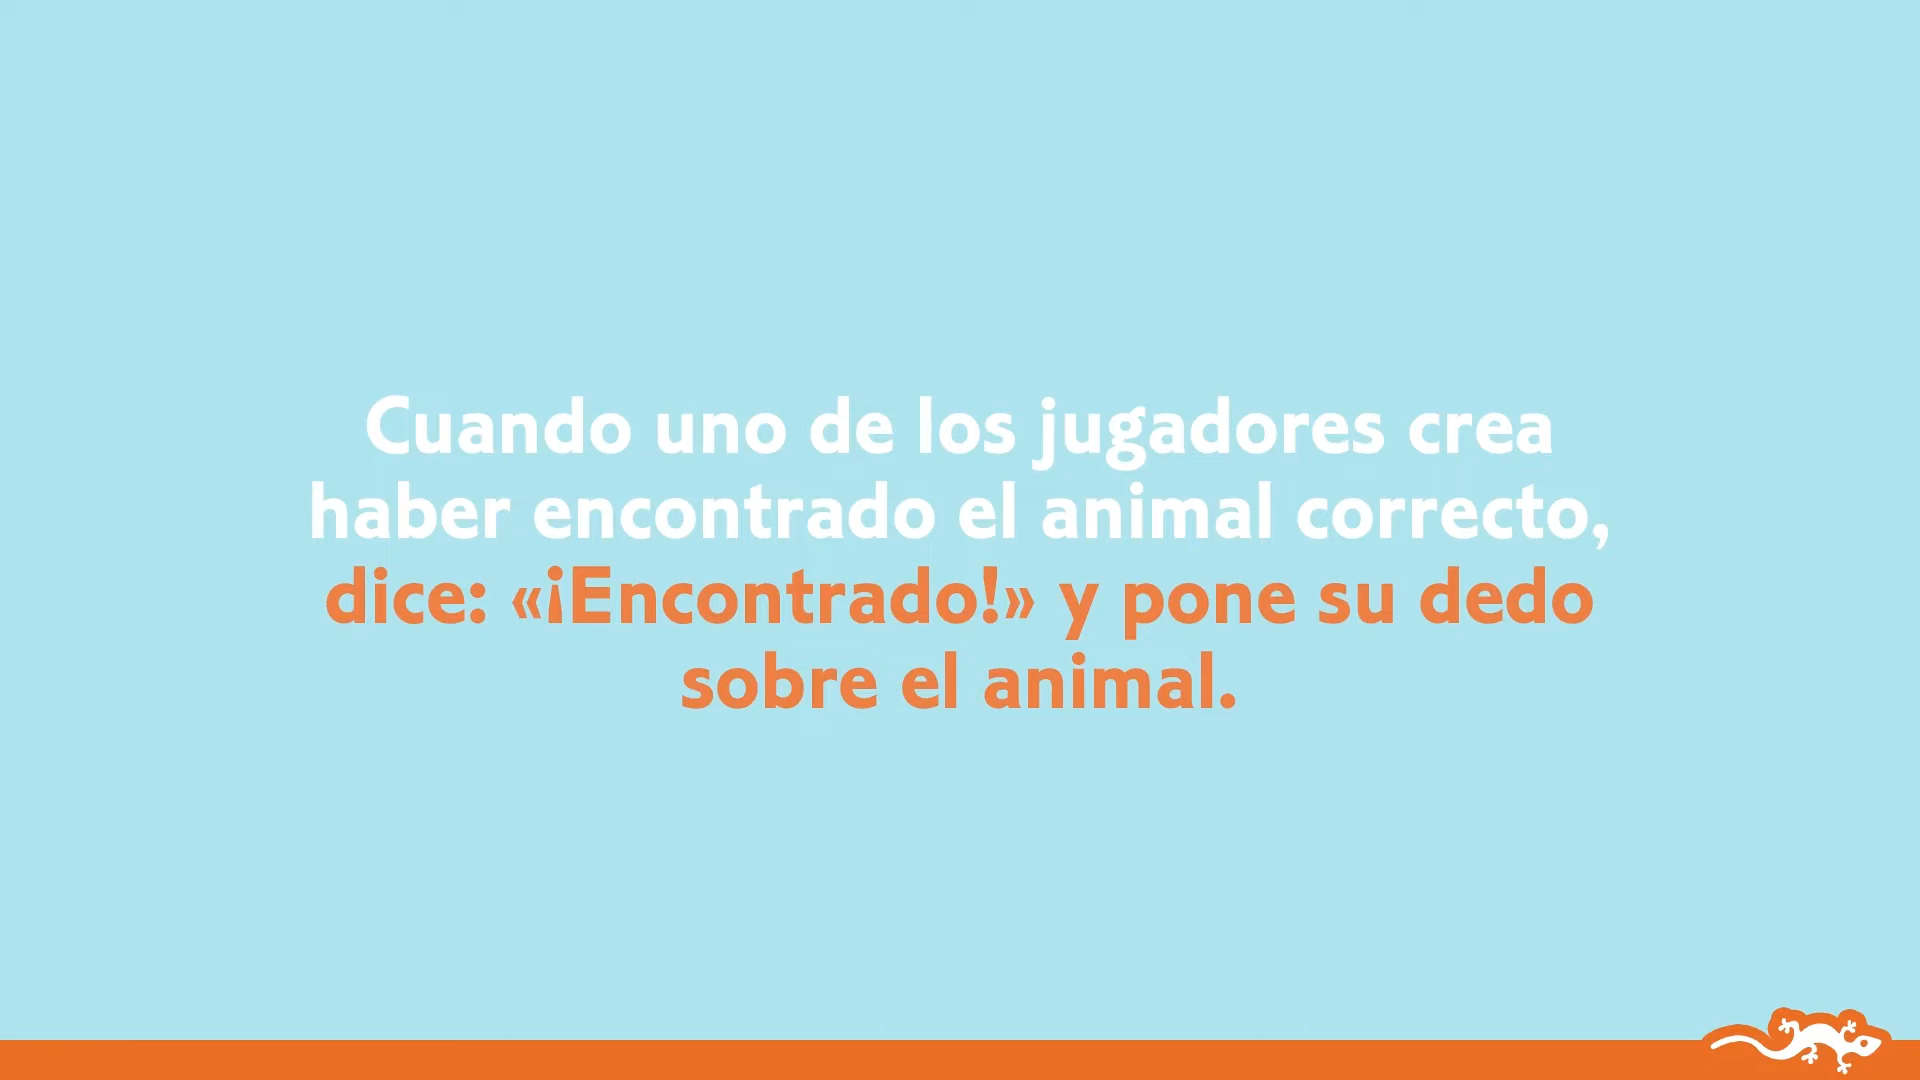 Cuando uno de los jugadores crea
haber encontrado el animal correcto,
dice: «¡Encontrado!» y pone su dedo
sobre el animal.